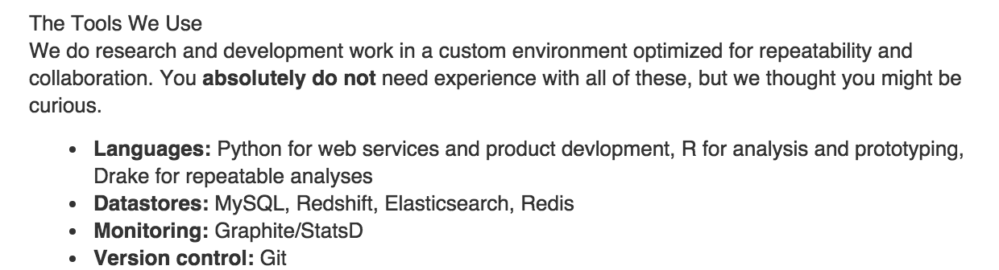 The Tools We Use
We do research and development work in a custom environment optimized for repeatability and
collaboration. You absolutely do not need experience with all of these, but we thought you might be
curious.
• Languages: Python for web services and product devlopment, R for analysis and prototyping,
Drake for repeatable analyses
• Datastores: MySQL, Redshift, Elasticsearch, Redis
• Monitoring: Graphite/StatsD
• Version control: Git